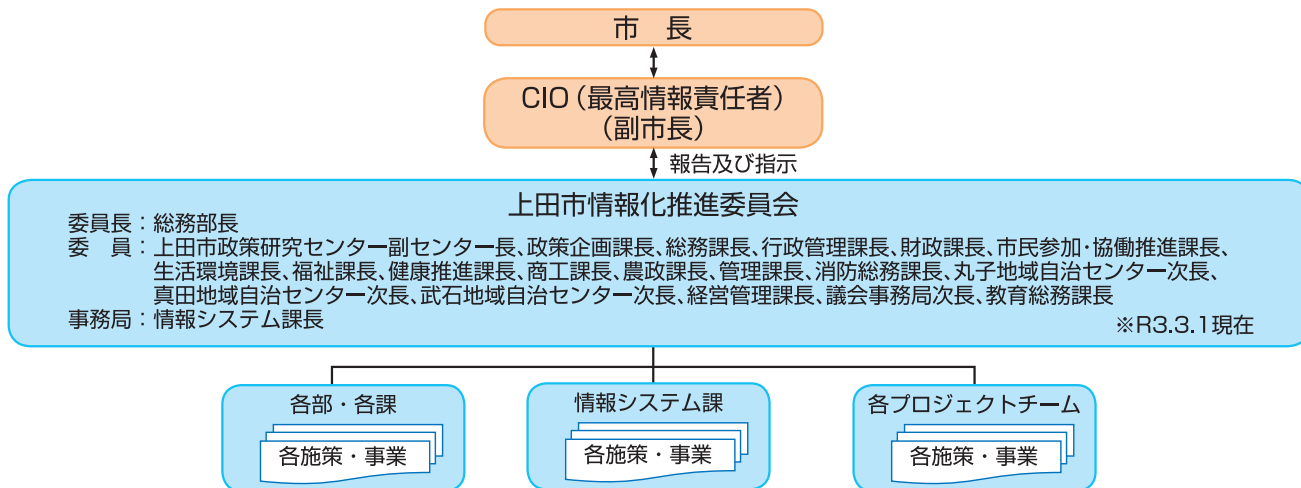 市　長
CIO（最高情報責任者）
（副市長）
報告及び指示
上田市情報化推進委員会
委員長：総務部長
委　員：上田市政策研究センター副センター長、政策企画課長、総務課長、行政管理課長、財政課長、市民参加・協働推進課長、
生活環境課長、福祉課長、健康推進課長、商工課長、農政課長、管理課長、消防総務課長、丸子地域自治センター次長、
真田地域自治センター次長、武石地域自治センター次長、経営管理課長、議会事務局次長、教育総務課長
事務局：情報システム課長
※R3.3.1現在
各部・各課
各施策・事業
情報システム課
各施策・事業
各プロジェクトチーム
各施策・事業